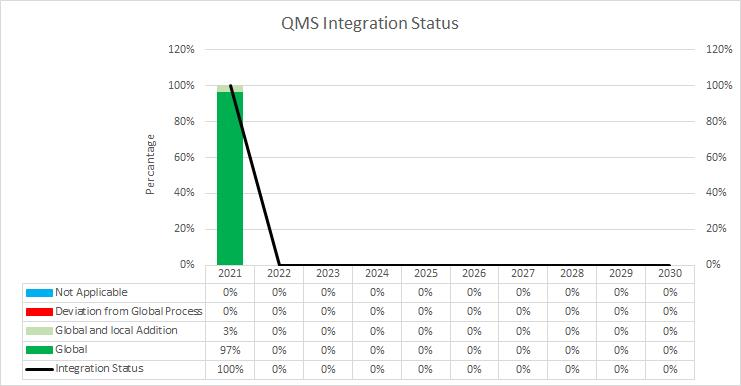 QMS Integration Status
120% 120%
100% 100%
80% 80%
60% 60%
40% 40%
20% 20%
0% 0%
Percantage
2021 2022 2023 2024 2025 2026 2027 2028 2029 2030
Not Applicable 0% 0% 0% 0% 0% 0% 0% 0% 0% 0%
Deviation from Global Process 0% 0% 0% 0% 0% 0% 0% 0% 0% 0%
Global and local Addition 3% 0% 0% 0% 0% 0% 0% 0% 0% 0%
Global 97% 0% 0% 0% 0% 0% 0% 0% 0% 0%
Integration Status 100% 0% 0% 0% 0% 0% 0% 0% 0% 0%